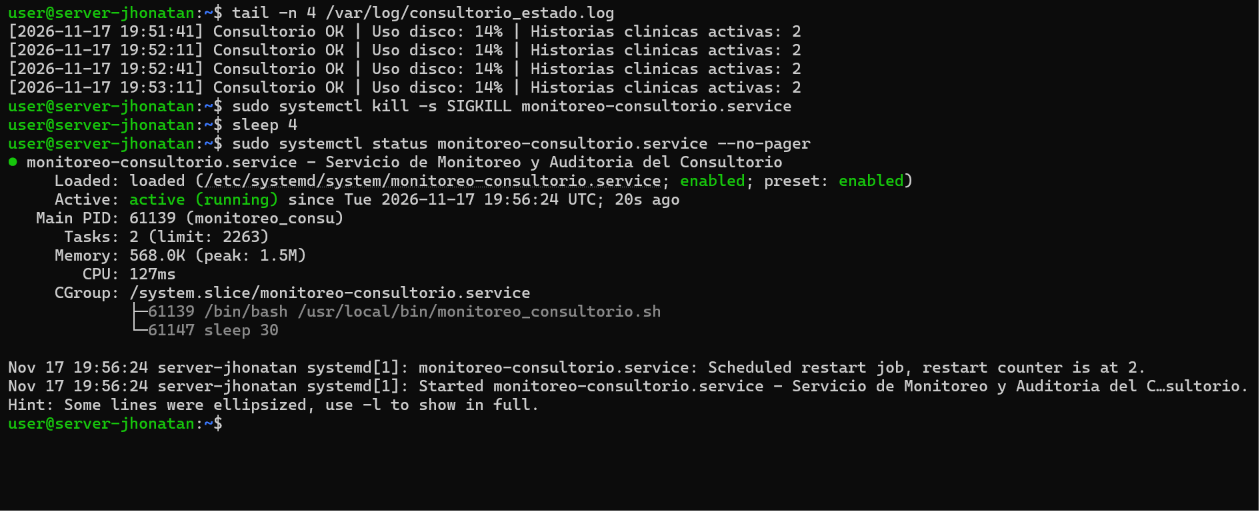 user@server-jhonatan:~$ tail -n 4 /var/log/consultorio_estado.log
[2026-11-17 19:51:41] Consultorio OK | Uso disco: 14% | Historias clinicas activas: 2
[2026-11-17 19:52:11] Consultorio OK | Uso disco: 14% | Historias clinicas activas: 2
[2026-11-17 19:52:41] Consultorio OK | Uso disco: 14% | Historias clinicas activas: 2
[2026-11-17 19:53:11] Consultorio OK | Uso disco: 14% | Historias clinicas activas: 2
user@server-jhonatan:~$ sudo systemctl kill -s SIGKILL monitoreo-consultorio.service
user@server-jhonatan:~$ sleep 4
user@server-jhonatan:~$ sudo systemctl status monitoreo-consultorio.service --no-pager
● monitoreo-consultorio.service - Servicio de Monitoreo y Auditoria del Consultorio
     Loaded: loaded (/etc/systemd/system/monitoreo-consultorio.service; enabled; preset: enabled)
     Active: active (running) since Tue 2026-11-17 19:56:24 UTC; 20s ago
   Main PID: 61139 (monitoreo_consu)
      Tasks: 2 (limit: 2263)
     Memory: 568.0K (peak: 1.5M)
        CPU: 127ms
     CGroup: /system.slice/monitoreo-consultorio.service
             ├─61139 /bin/bash /usr/local/bin/monitoreo_consultorio.sh
             └─61147 sleep 30
Nov 17 19:56:24 server-jhonatan systemd[1]: monitoreo-consultorio.service: Scheduled restart job, restart counter is at 2.
Nov 17 19:56:24 server-jhonatan systemd[1]: Started monitoreo-consultorio.service - Servicio de Monitoreo y Auditoria del C…sultorio.
Hint: Some lines were ellipsized, use -l to show in full.
user@server-jhonatan:~$